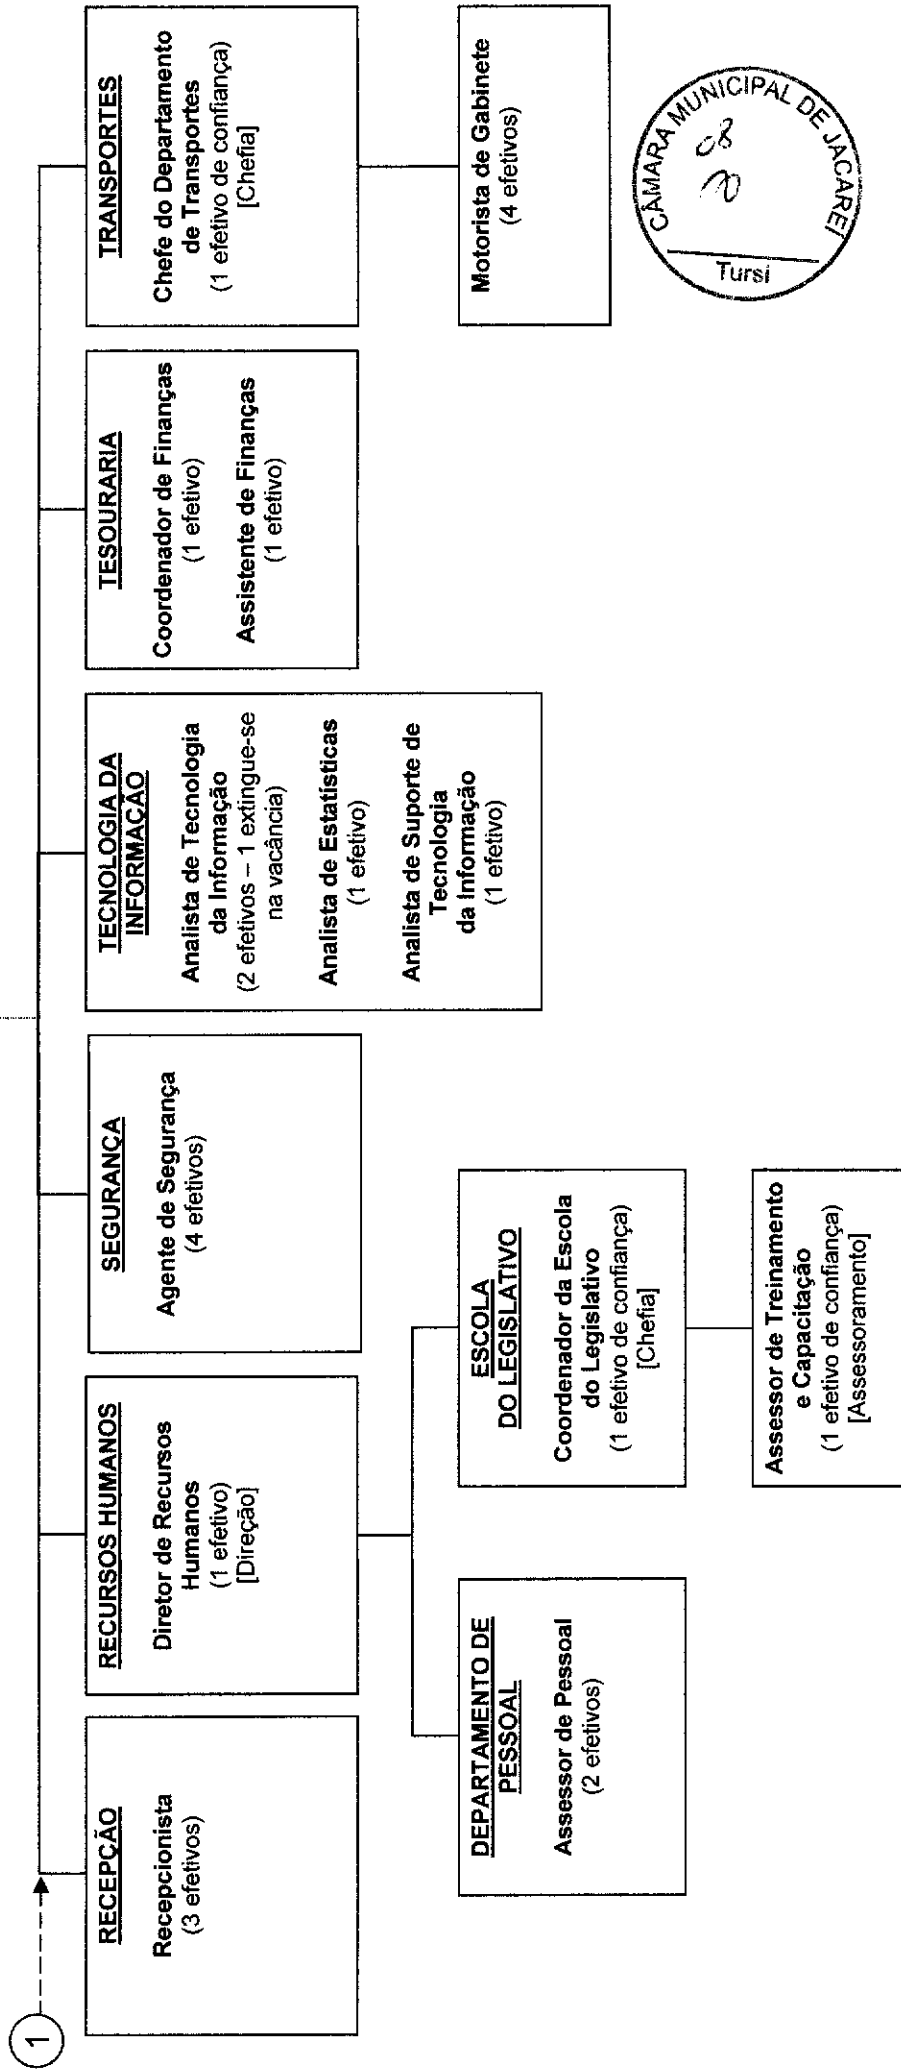 1
RECEPÇÃO
Recepcionista
(3 efetivos)
RECURSOS HUMANOS
Diretor de Recursos
Humanos
(1 efetivo)
[Direção]
SEGURANÇA
Agente de Segurança
(4 efetivos)
TECNOLOGIA DA
INFORMAÇÃO
Analista de Tecnologia
da Informação
(2 efetivos – 1 extingue-se
na vacância)
Analista de Estatísticas
(1 efetivo)
Analista de Suporte de
Tecnologia
da Informação
(1 efetivo)
TESOURARIA
Coordenador de Finanças
(1 efetivo)
Assistente de Finanças
(1 efetivo)
TRANSPORTES
Chefe do Departamento
de Transportes
(1 efetivo de confiança)
[Chefia]
DEPARTAMENTO DE
PESSOAL
Assessor de Pessoal
(2 efetivos)
ESCOLA
DO LEGISLATIVO
Coordenador da Escola
do Legislativo
(1 efetivo de confiança)
[Chefia]
Motorista de Gabinete
(4 efetivos)
Assessor de Treinamento
e Capacitação
(1 efetivo de confiança)
[Assessoramento]
CÂMARA MUNICIPAL DE JACAREÍ
08
Tursi